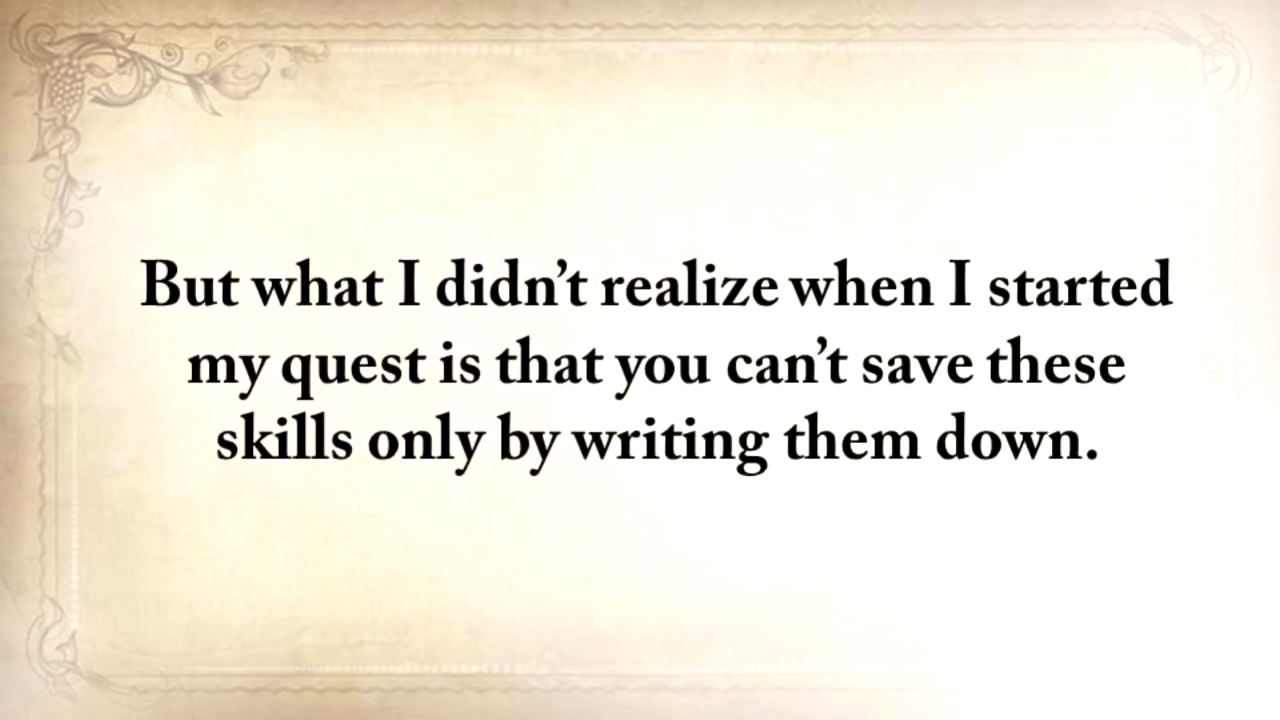 But what I didn’t realize when I started
my quest is that you can’t save these
skills only by writing them down.